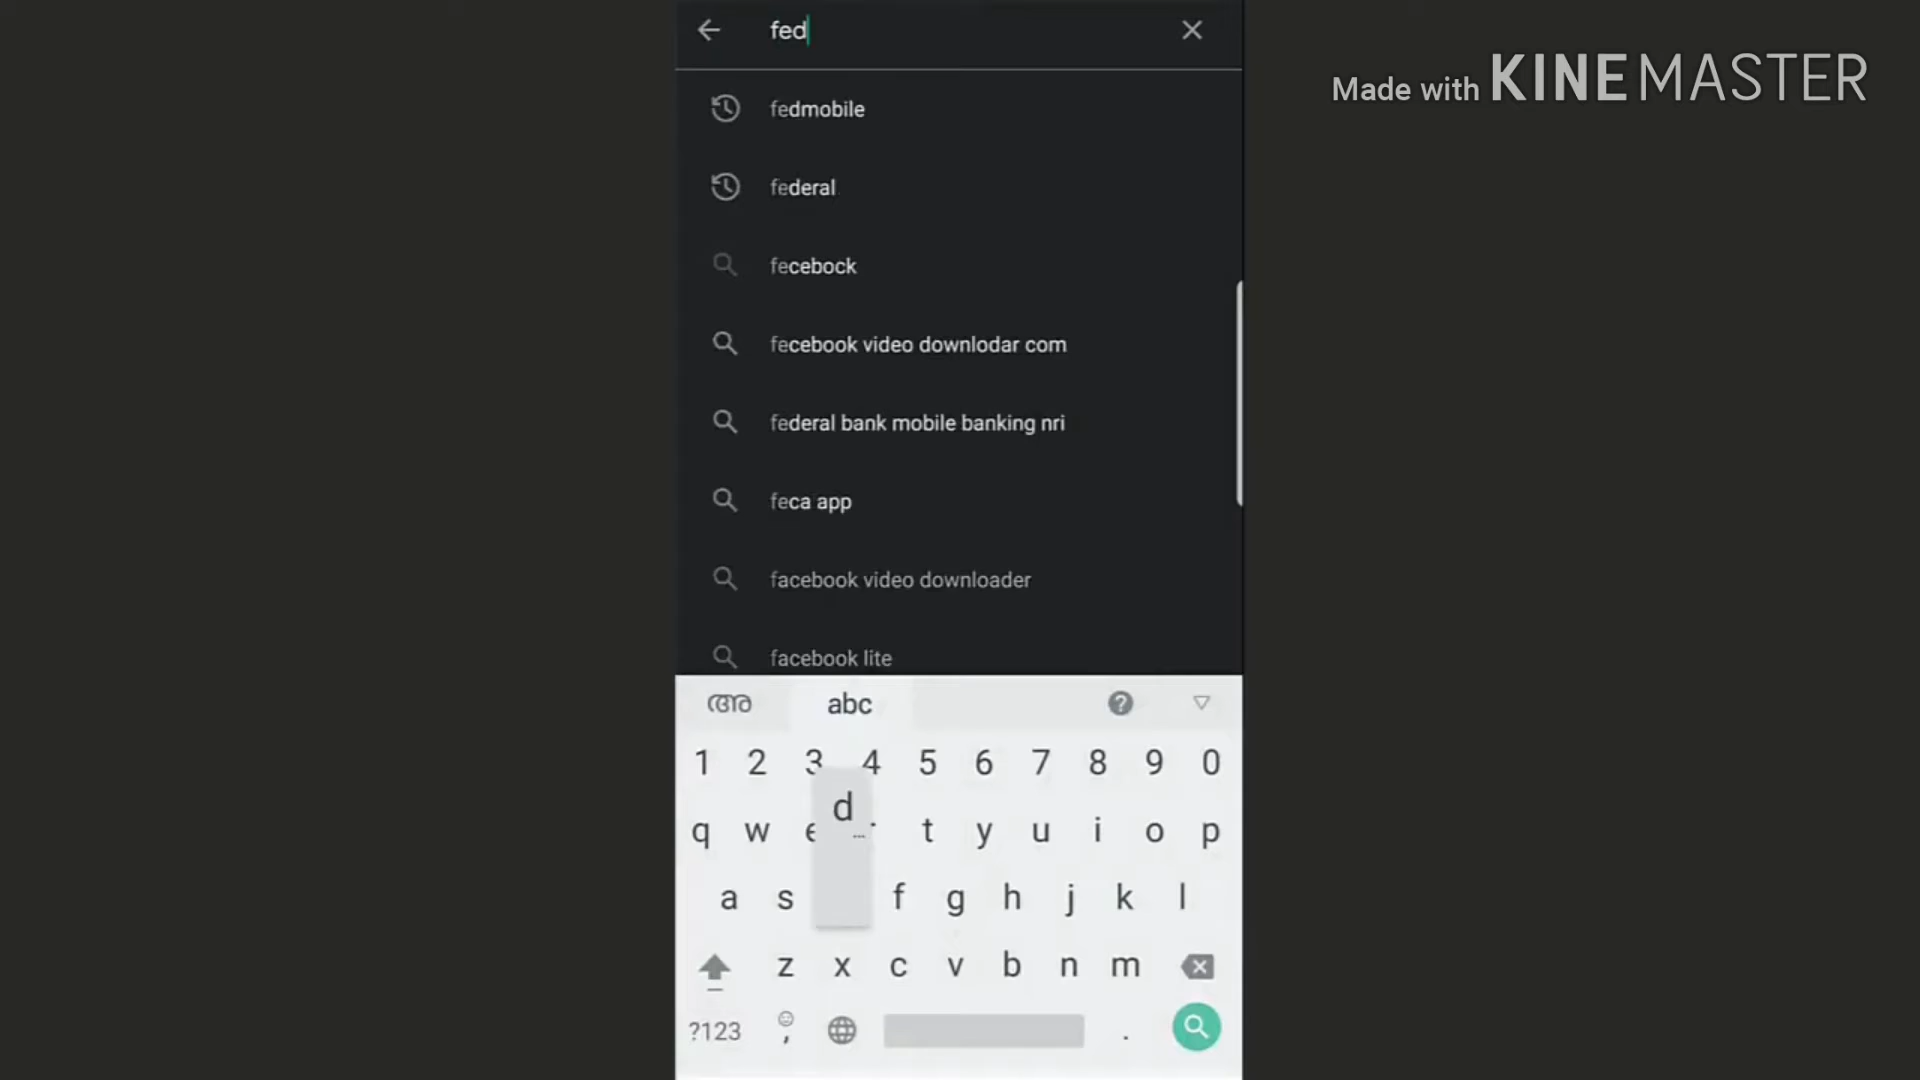 fed
Made with KINEMASTER
fedmobile
federal
fecebock
fecebook video downlodar com
federal bank mobile banking nri
feca app
facebook video downloader
facebook lite
അ abc ?
1 2 3 4 5 6 7 8 9 0
d
q w e t y u i o p
a s f g h j k l
z x c v b n m
?123 , .